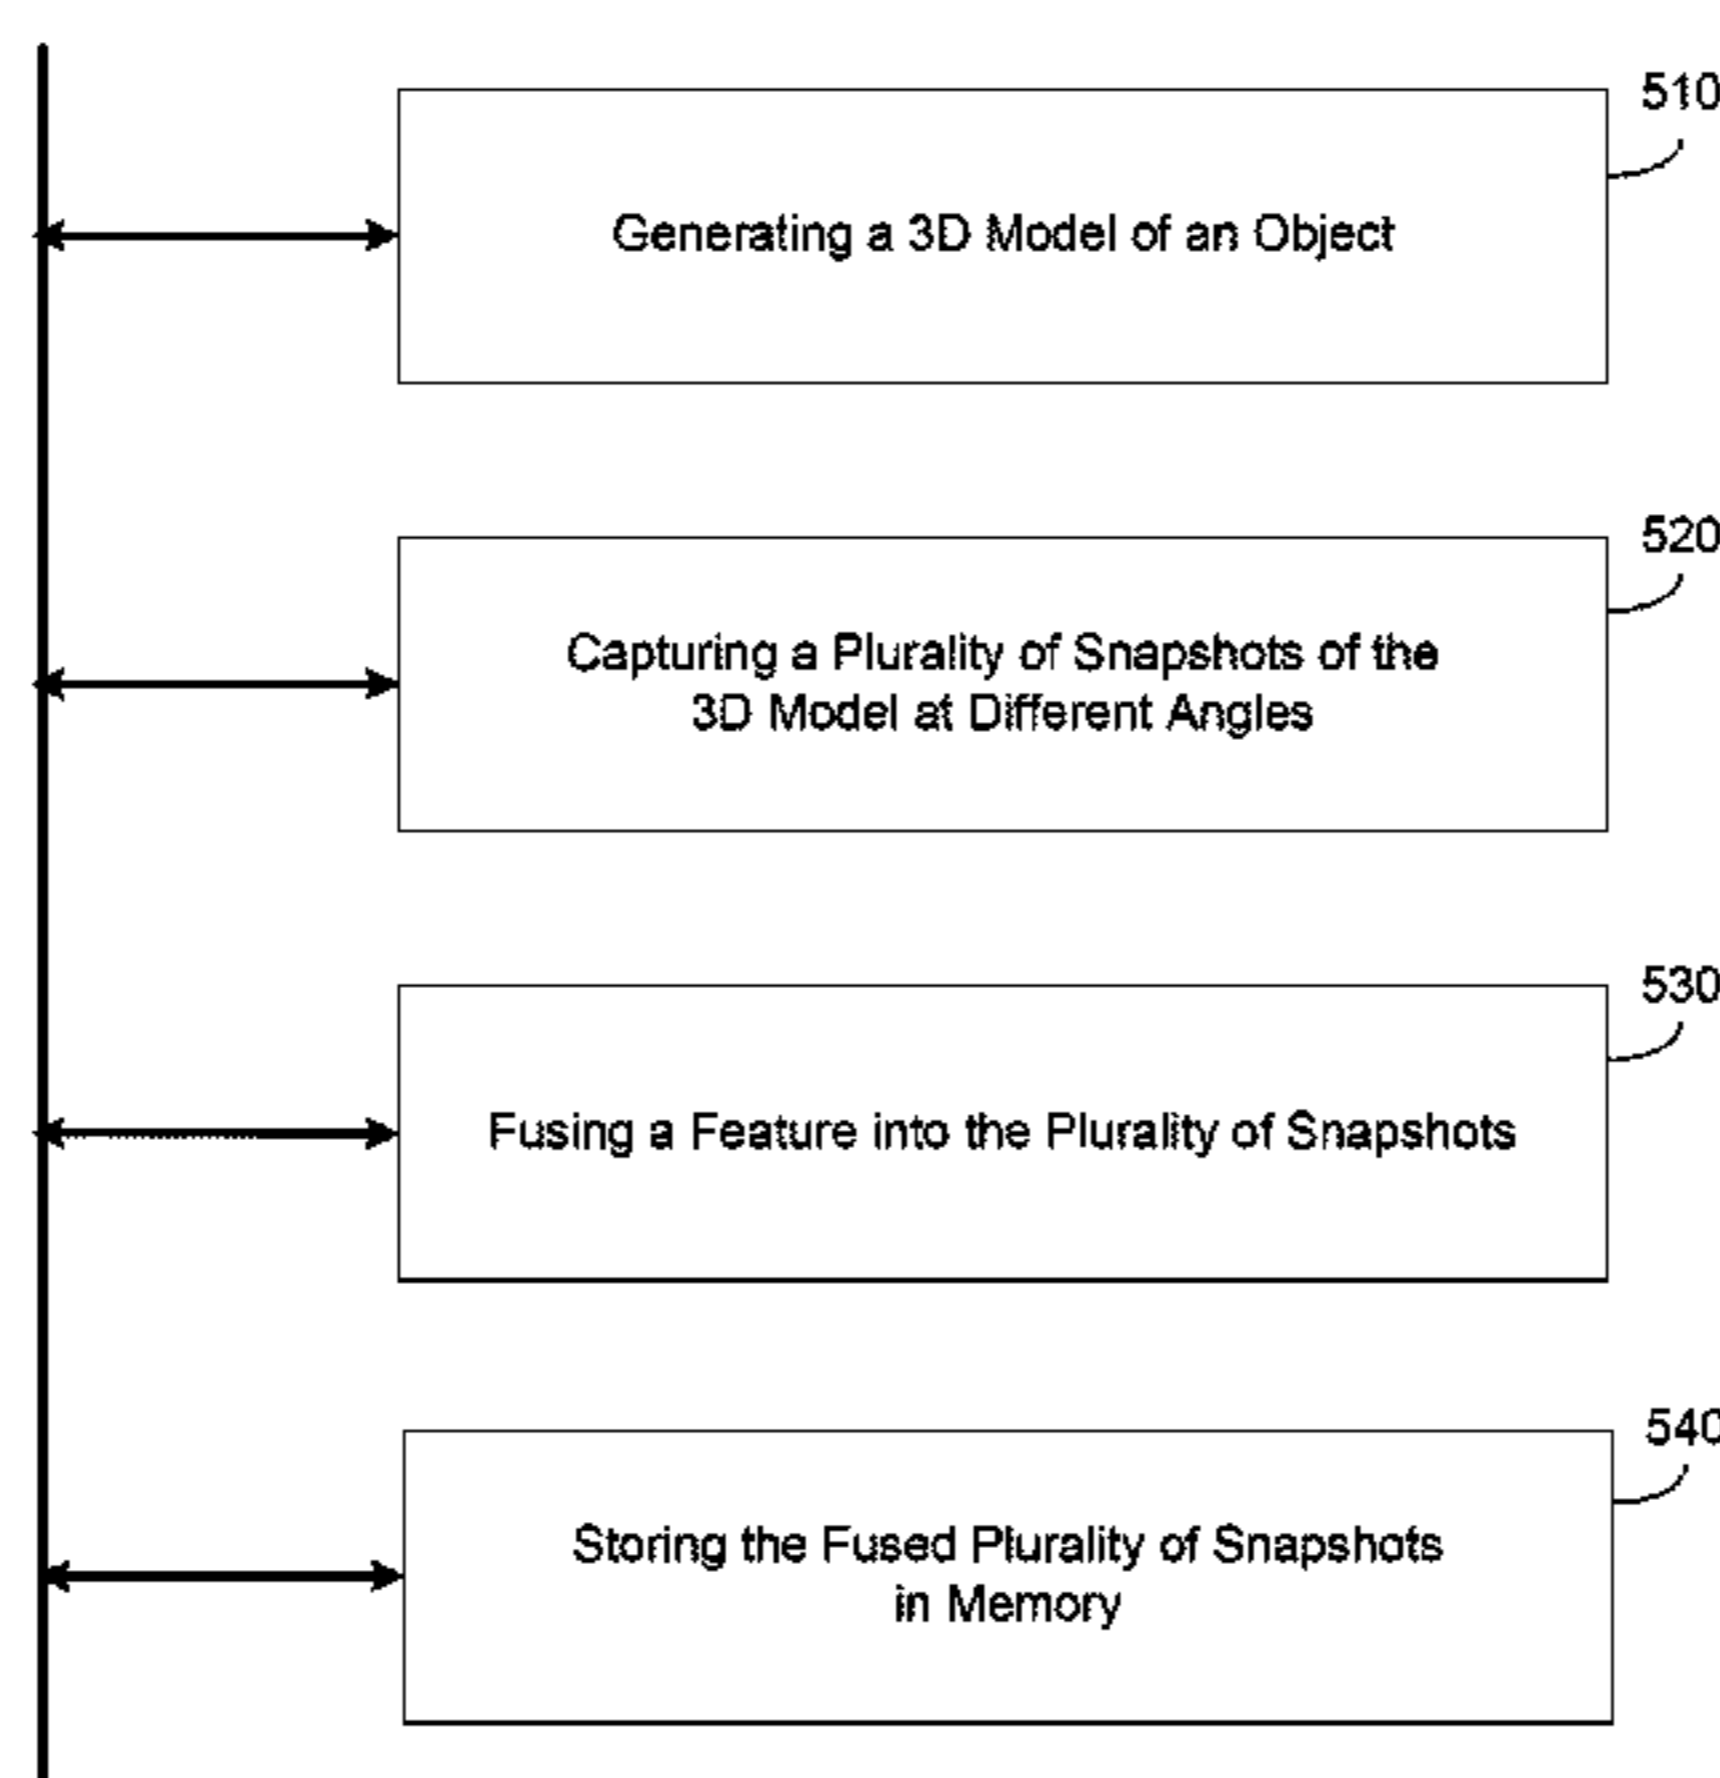 510
Generating a 3D Model of an Object
520
Capturing a Plurality of Snapshots of the
3D Model at Different Angles
530
Fusing a Feature into the Plurality of Snapshots
540
Storing the Fused Plurality of Snapshots
in Memory